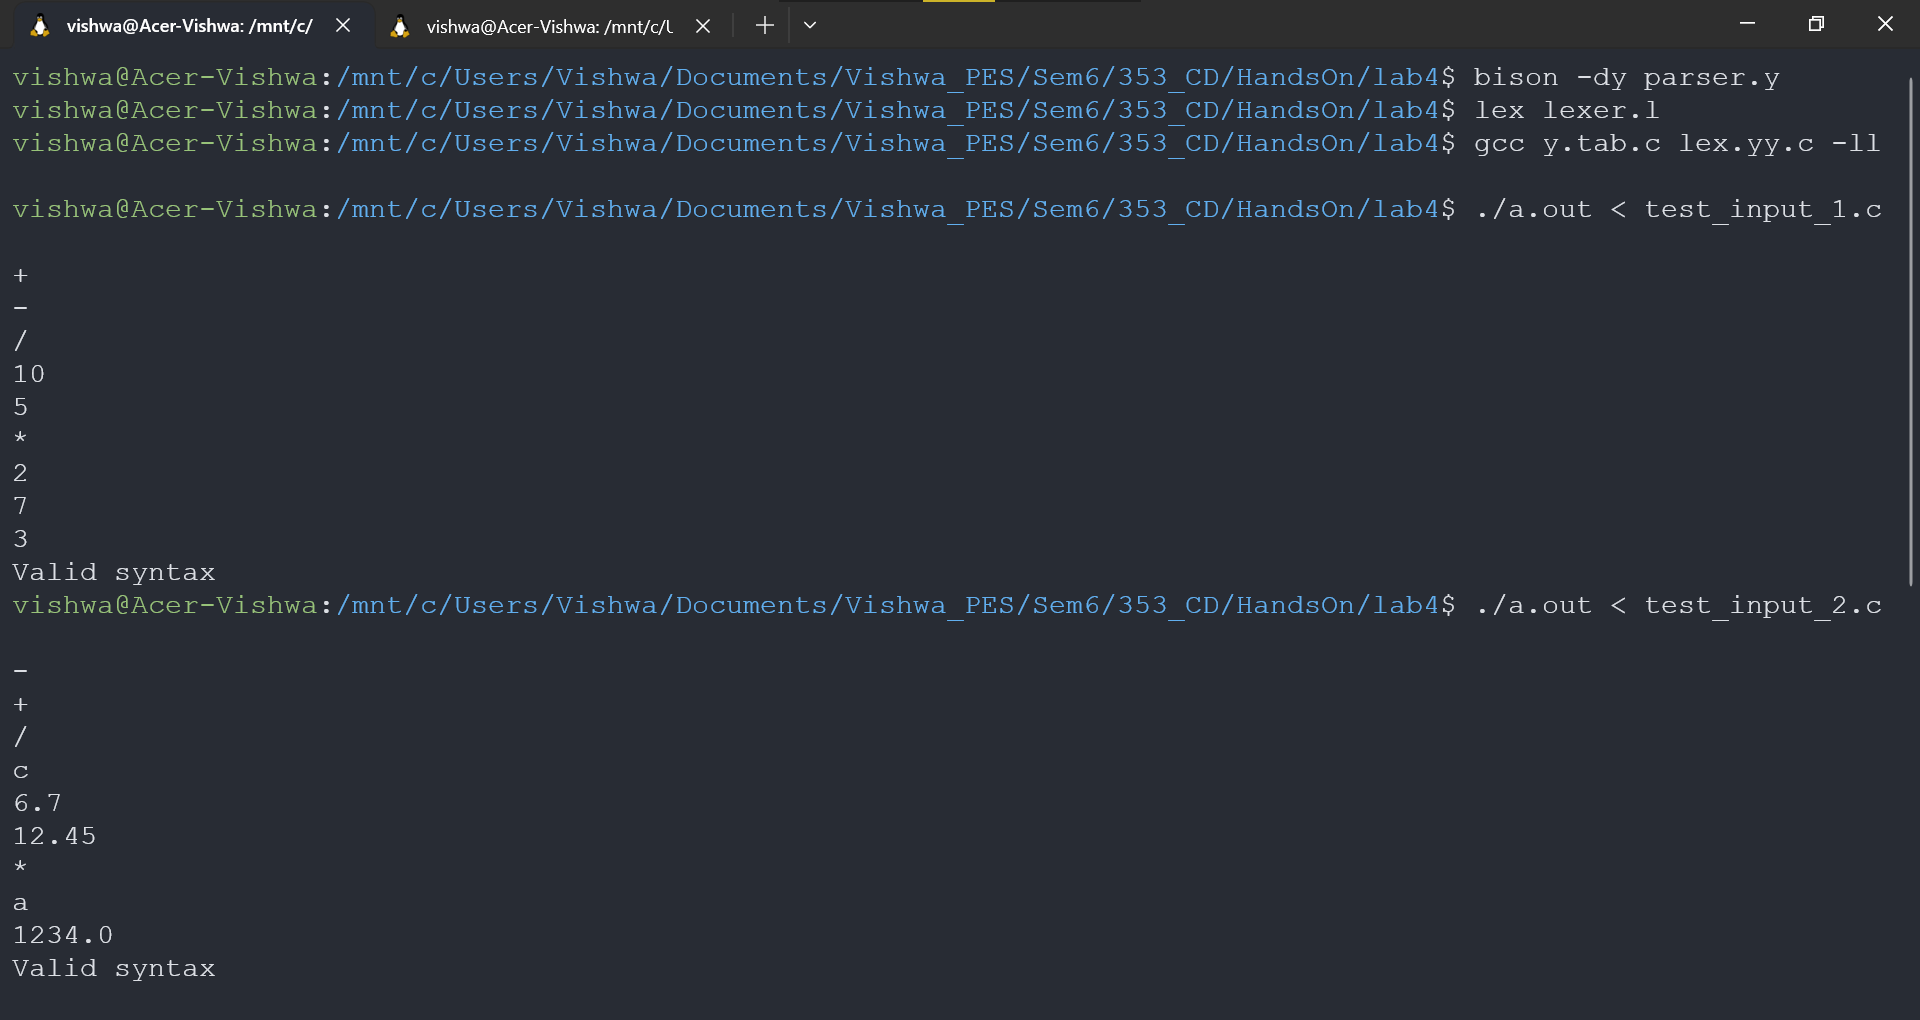 vishwa@Acer-Vishwa: /mnt/c/
vishwa@Acer-Vishwa: /mnt/c/U
vishwa@Acer-Vishwa:/mnt/c/Users/Vishwa/Documents/Vishwa_PES/Sem6/353_CD/HandsOn/lab4$ bison -dy parser.y
vishwa@Acer-Vishwa:/mnt/c/Users/Vishwa/Documents/Vishwa_PES/Sem6/353_CD/HandsOn/lab4$ lex lexer.l
vishwa@Acer-Vishwa:/mnt/c/Users/Vishwa/Documents/Vishwa_PES/Sem6/353_CD/HandsOn/lab4$ gcc y.tab.c lex.yy.c -ll
vishwa@Acer-Vishwa:/mnt/c/Users/Vishwa/Documents/Vishwa_PES/Sem6/353_CD/HandsOn/lab4$ ./a.out < test_input_1.c
+
-
/
10
5
*
2
7
3
Valid syntax
vishwa@Acer-Vishwa:/mnt/c/Users/Vishwa/Documents/Vishwa_PES/Sem6/353_CD/HandsOn/lab4$ ./a.out < test_input_2.c
-
+
/
c
6.7
12.45
*
a
1234.0
Valid syntax